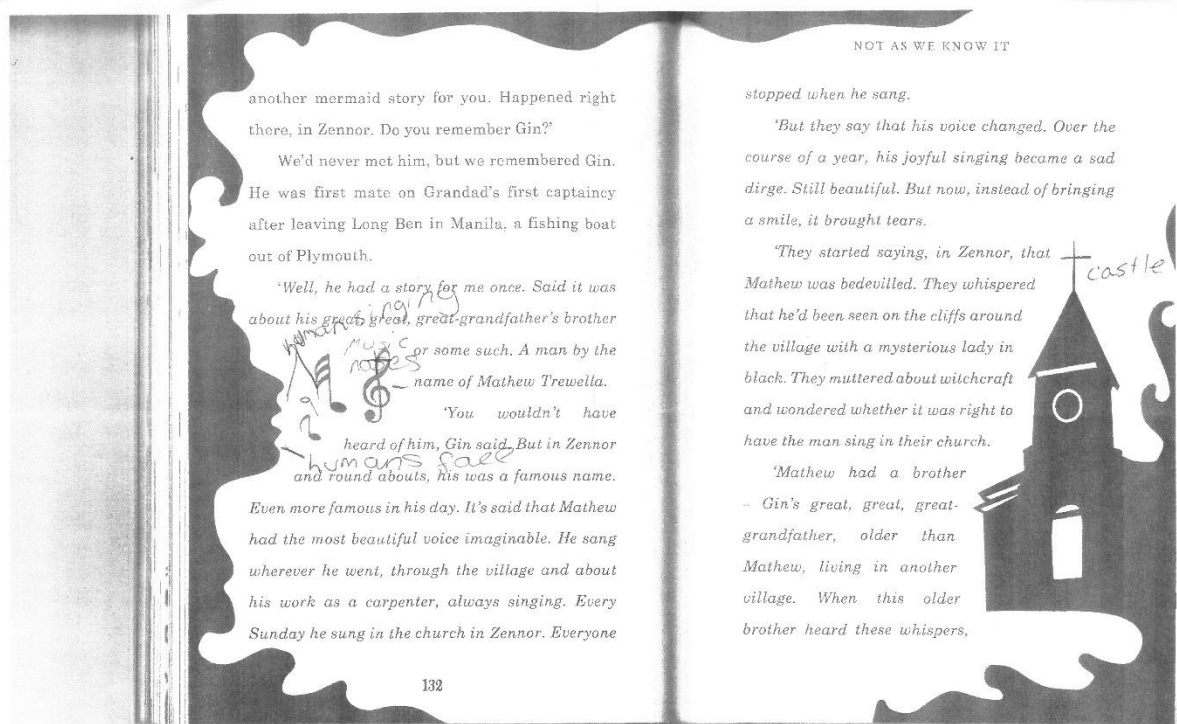 another mermaid story for you. Happened right
there, in Zennor. Do you remember Gin?'
We'd never met him, but we remembered Gin.
He was first mate on Grandad's first captaincy
after leaving Long Ben in Manila, a fishing boat
out of Plymouth.
'Well, he had a story for me once. Said it was
about his great, great, great-grandfather's brother
human singing
music
notes
or some such. A man by the
name of Mathew Trewella.
'You wouldn't have
heard of him, Gin said. But in Zennor
humans face
and round abouts, his was a famous name.
Even more famous in his day. It's said that Mathew
had the most beautiful voice imaginable. He sang
wherever he went, through the village and about
his work as a carpenter, always singing. Every
Sunday he sung in the church in Zennor. Everyone
132
NOT AS WE KNOW IT
stopped when he sang.
'But they say that his voice changed. Over the
course of a year, his joyful singing became a sad
dirge. Still beautiful. But now, instead of bringing
a smile, it brought tears.
'They started saying, in Zennor, that
castle
Mathew was bedevilled. They whispered
that he'd been seen on the cliffs around
the village with a mysterious lady in
black. They muttered about witchcraft
and wondered whether it was right to
have the man sing in their church.
'Mathew had a brother
– Gin's great, great, great-
grandfather, older than
Mathew, living in another
village. When this older
brother heard these whispers,